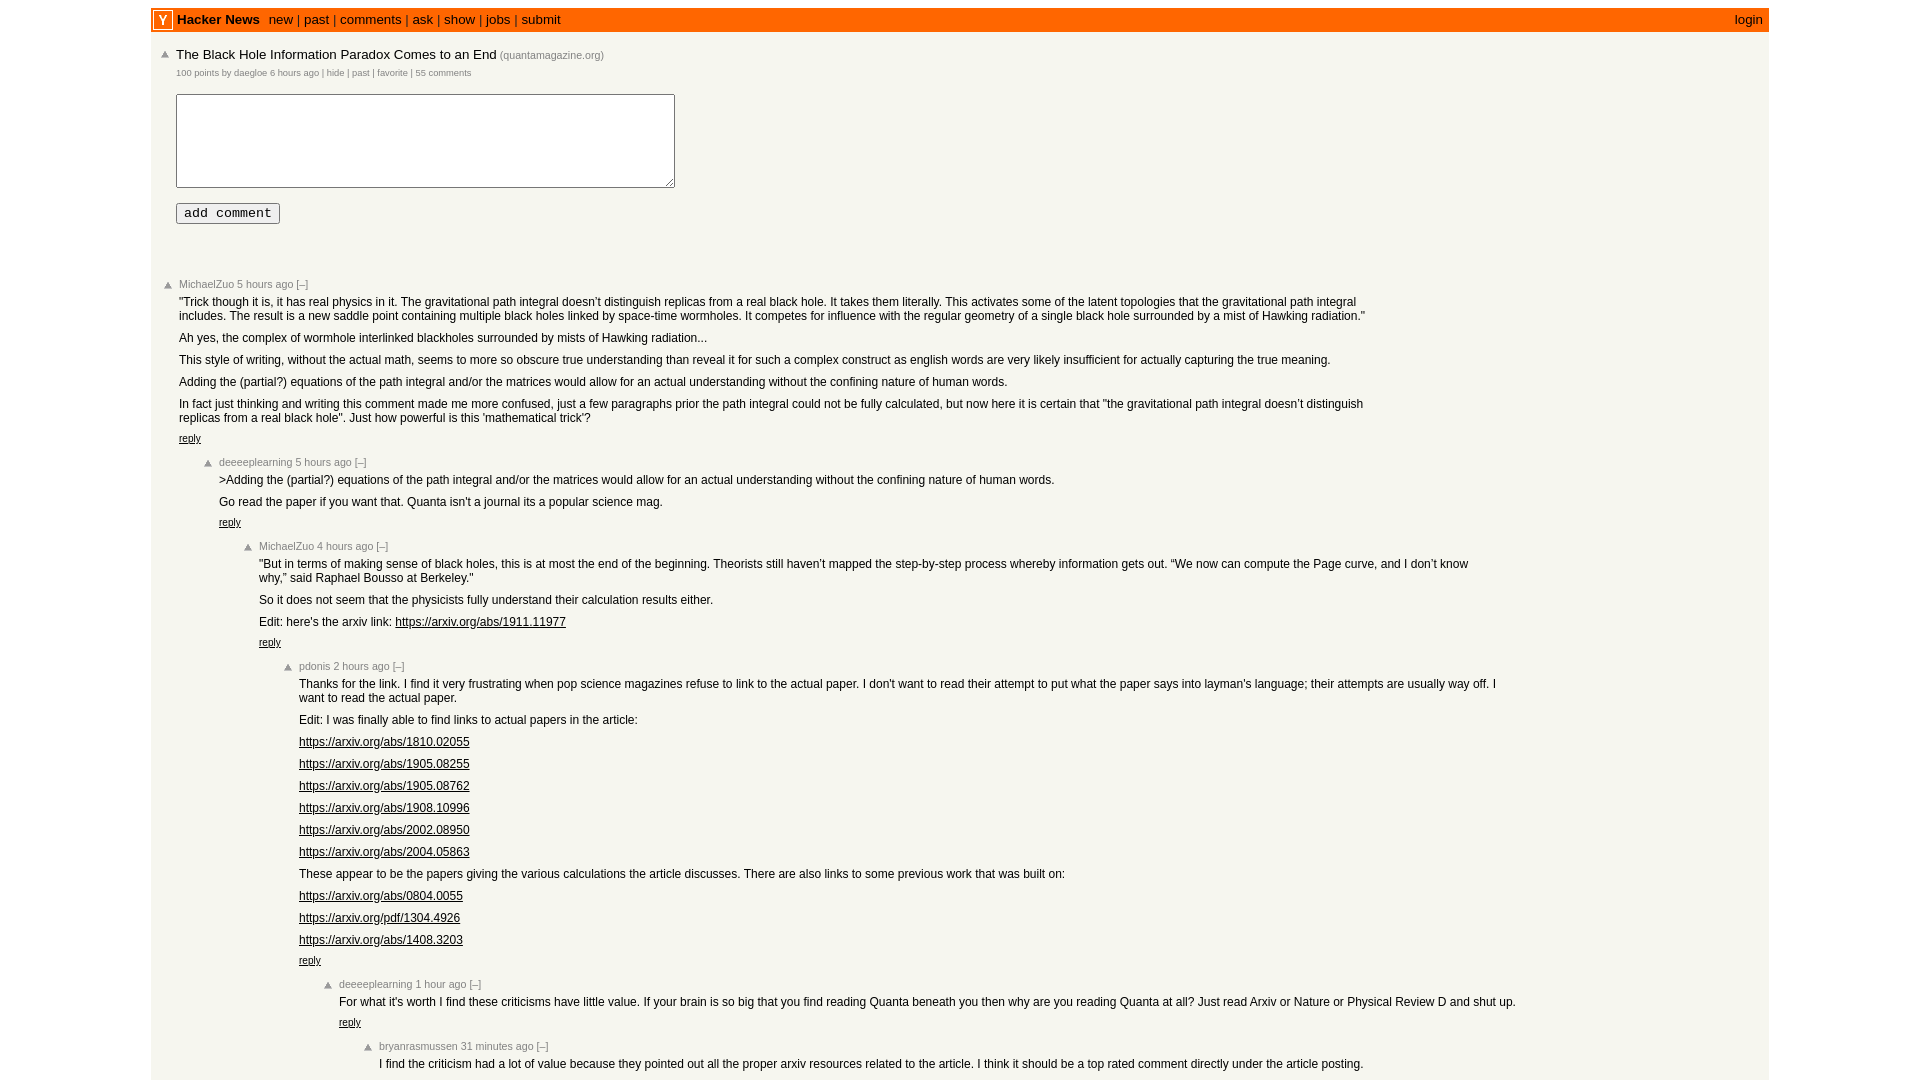 Y Hacker News new | past | comments | ask | show | jobs | submit login
The Black Hole Information Paradox Comes to an End (quantamagazine.org)
100 points by daegloe 6 hours ago | hide | past | favorite | 55 comments
add comment
MichaelZuo 5 hours ago [–]
"Trick though it is, it has real physics in it. The gravitational path integral doesn’t distinguish replicas from a real black hole. It takes them literally. This activates some of the latent topologies that the gravitational path integral
includes. The result is a new saddle point containing multiple black holes linked by space-time wormholes. It competes for influence with the regular geometry of a single black hole surrounded by a mist of Hawking radiation."
Ah yes, the complex of wormhole interlinked blackholes surrounded by mists of Hawking radiation...
This style of writing, without the actual math, seems to more so obscure true understanding than reveal it for such a complex construct as english words are very likely insufficient for actually capturing the true meaning.
Adding the (partial?) equations of the path integral and/or the matrices would allow for an actual understanding without the confining nature of human words.
In fact just thinking and writing this comment made me more confused, just a few paragraphs prior the path integral could not be fully calculated, but now here it is certain that "the gravitational path integral doesn’t distinguish
replicas from a real black hole". Just how powerful is this 'mathematical trick'?
reply
deeeeplearning 5 hours ago [–]
>Adding the (partial?) equations of the path integral and/or the matrices would allow for an actual understanding without the confining nature of human words.
Go read the paper if you want that. Quanta isn't a journal its a popular science mag.
reply
MichaelZuo 4 hours ago [–]
"But in terms of making sense of black holes, this is at most the end of the beginning. Theorists still haven’t mapped the step-by-step process whereby information gets out. “We now can compute the Page curve, and I don’t know
why,” said Raphael Bousso at Berkeley."
So it does not seem that the physicists fully understand their calculation results either.
Edit: here's the arxiv link: https://arxiv.org/abs/1911.11977
reply
pdonis 2 hours ago [–]
Thanks for the link. I find it very frustrating when pop science magazines refuse to link to the actual paper. I don't want to read their attempt to put what the paper says into layman's language; their attempts are usually way off. I
want to read the actual paper.
Edit: I was finally able to find links to actual papers in the article:
https://arxiv.org/abs/1810.02055
https://arxiv.org/abs/1905.08255
https://arxiv.org/abs/1905.08762
https://arxiv.org/abs/1908.10996
https://arxiv.org/abs/2002.08950
https://arxiv.org/abs/2004.05863
These appear to be the papers giving the various calculations the article discusses. There are also links to some previous work that was built on:
https://arxiv.org/abs/0804.0055
https://arxiv.org/pdf/1304.4926
https://arxiv.org/abs/1408.3203
reply
deeeeplearning 1 hour ago [–]
For what it's worth I find these criticisms have little value. If your brain is so big that you find reading Quanta beneath you then why are you reading Quanta at all? Just read Arxiv or Nature or Physical Review D and shut up.
reply
bryanrasmussen 31 minutes ago [–]
I find the criticism had a lot of value because they pointed out all the proper arxiv resources related to the article. I think it should be a top rated comment directly under the article posting.